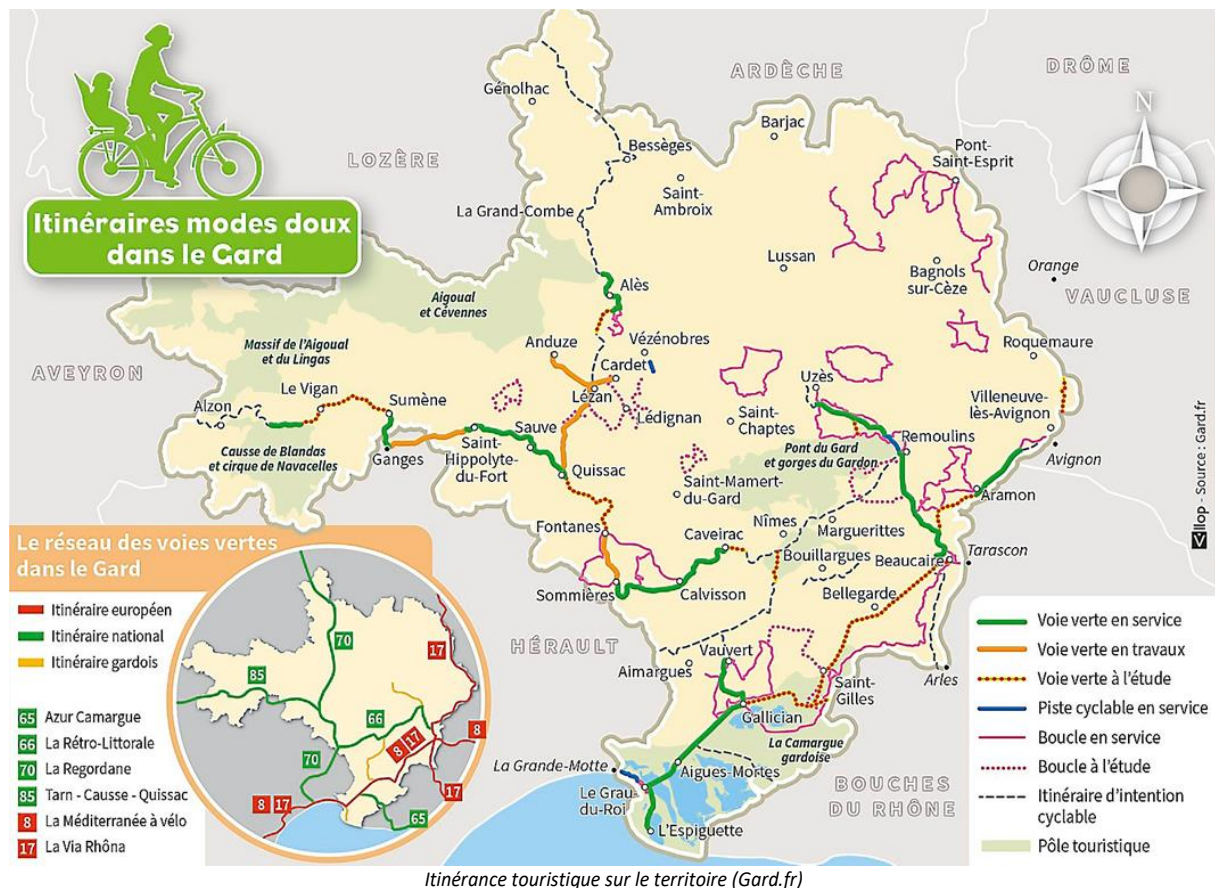 ARDÈCHE
DRÔME
Génolhac
Barjac
N
LOZÈRE
Bessèges
Pont-
Saint-Esprit
Saint-
Ambroix
Itinéraires modes doux
dans le Gard
La Grand-Combe
Lussan
Bagnols
sur-Cèze
Orange
VAUCLUSE
Alès
Aigoual
et Cévennes
Anduze
Vézénobres
Massif de l'Aigoual
et du Lingas
Cardet
Roquemaure
AVEYRON
Le Vigan
Lézan
Uzès
Alzon
Sumène
Lédignan
Villeneuve-
lès-Avignon
Saint-
Chaptes
Sauve
Remoulins
Causse de Blandas
et cirque de Navacelles
Saint-
Hippolyte-
du-Fort
Pont du Gard
et gorges du Gardon
Ganges
Avignon
Quissac
Saint-Mamert-
du-Gard
Aramon
Fontanes
Nîmes
Marguerittes
Caveirac
Bouillargues
Beaucaire
Tarascon
Sommières
Calvisson
Bellegarde
HÉRAULT
Vauvert
Aimargues
Saint-
Gilles
Arles
Gallician
La Camargue
gardoise
La Grande-Motte
Aigues-Mortes
BOUCHES
DU RHÔNE
Le Grau-
du-Roi
L'Espiguette
llop - Source : Gard.fr
Le réseau des voies vertes
dans le Gard
Itinéraire européen
Itinéraire national
Itinéraire gardois
65 Azur Camargue
66 La Rétro-Littorale
70 La Regordane
85 Tarn - Causse - Quissac
8 La Méditerranée à vélo
17 La Via Rhôna
70
17
85
66
8
17
8
70
17
8 17
65
Voie verte en service
Voie verte en travaux
Voie verte à l'étude
Piste cyclable en service
Boucle en service
Boucle à l'étude
Itinéraire d'intention
cyclable
Pôle touristique
Itinérance touristique sur le territoire (Gard.fr)